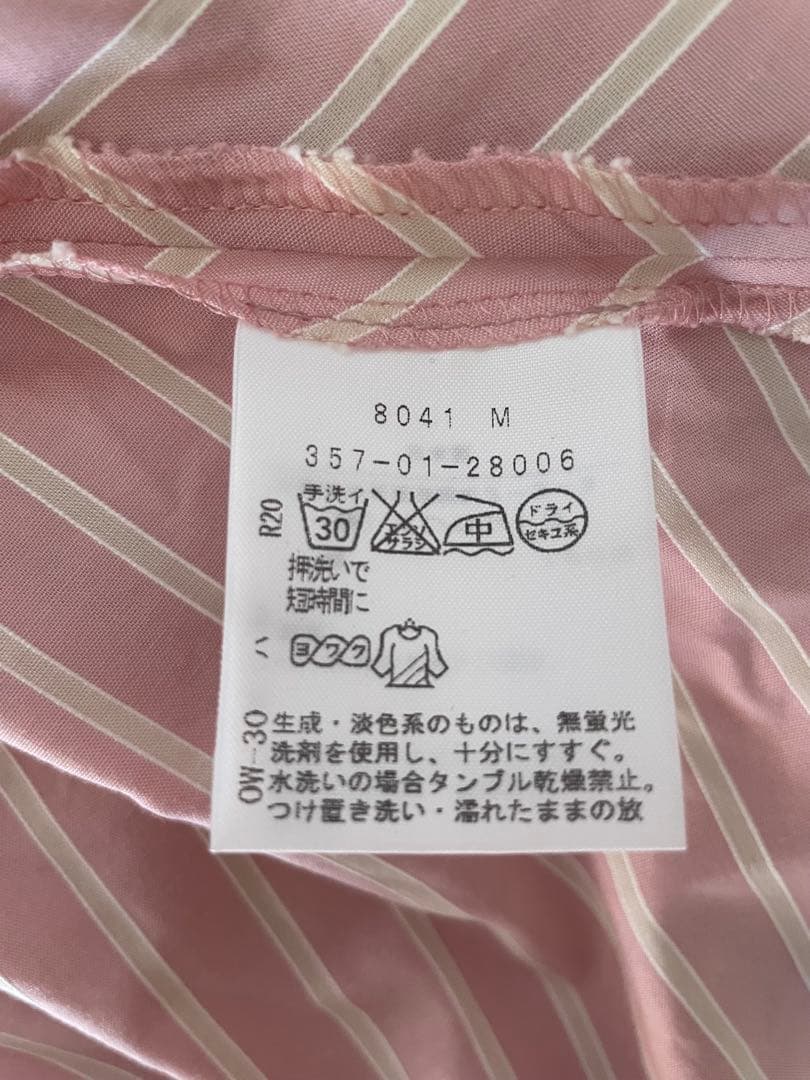 8041 M
357-01-28006
R20
手洗イ
30
エンソ
サラシ
中
ドライ
セキユ系
押洗いで
短時間に
ハ
ヨワク
OW-30
生成・淡色系のものは、無蛍光
洗剤を使用し、十分にすすぐ。
水洗いの場合タンブル乾燥禁止。
つけ置き洗い・濡れたままの放